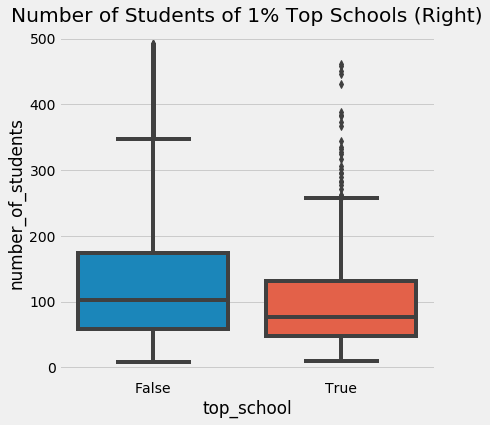 Number of Students of 1% Top Schools (Right)
500
400
300
200
100
0
number_of_students
False
True
top_school